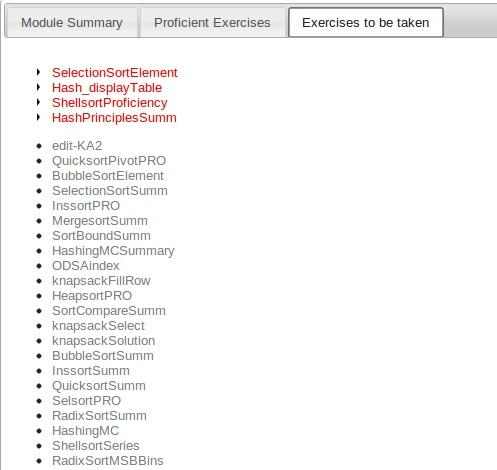 Module Summary Proficient Exercises Exercises to be taken
SelectionSortElement
Hash_displayTable
ShellsortProficiency
HashPrinciplesSumm
edit-KA2
QuicksortPivotPRO
BubbleSortElement
SelectionSortSumm
InssortPRO
MergesortSumm
SortBoundSumm
HashingMCSummary
ODSAindex
knapsackFillRow
HeapsortPRO
SortCompareSumm
knapsackSelect
knapsackSolution
BubbleSortSumm
InssortSumm
QuicksortSumm
SelsortPRO
RadixSortSumm
HashingMC
ShellsortSeries
RadixSortMSBBins